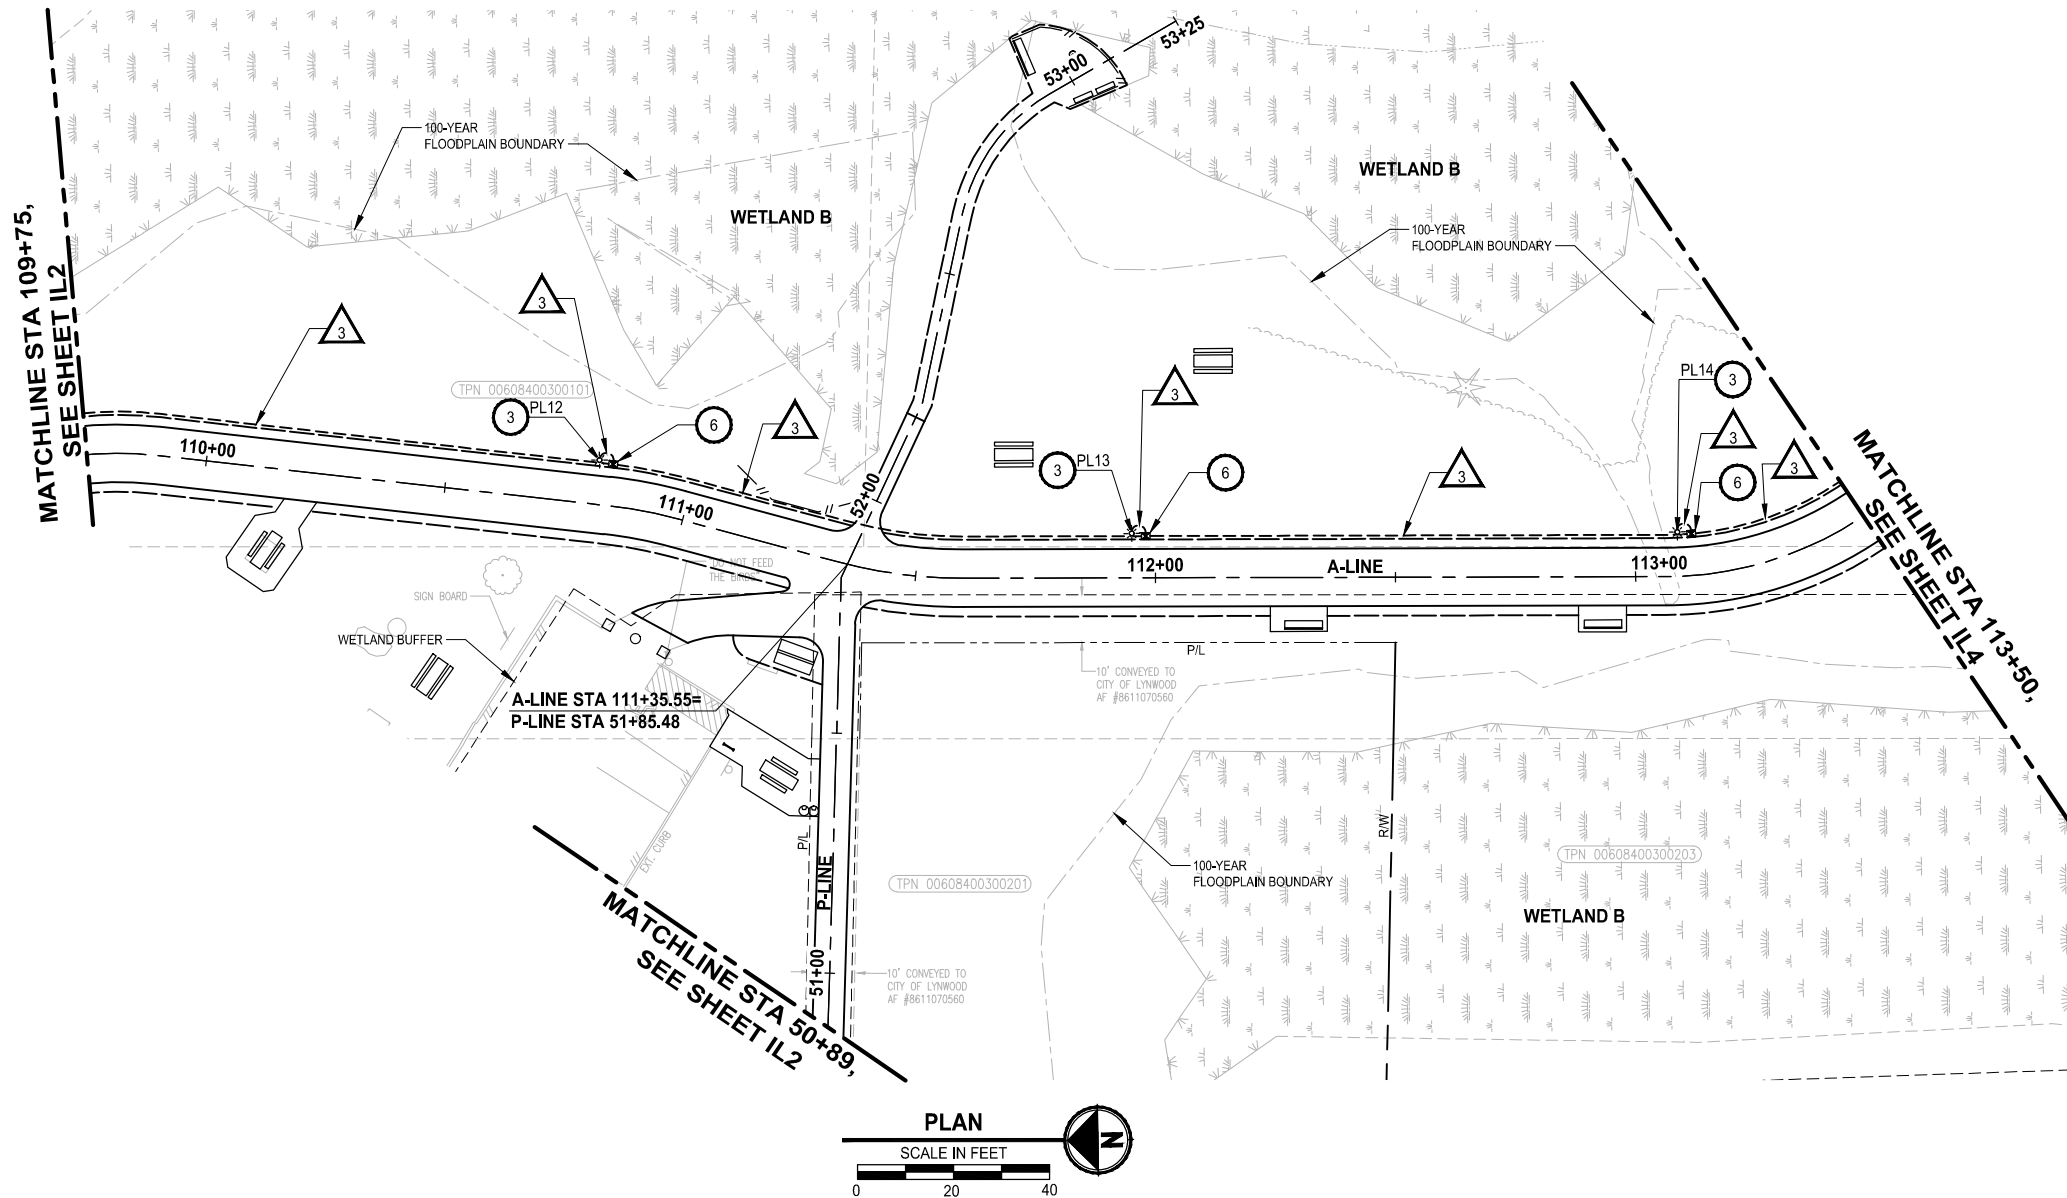 53+25
53+00
100-YEAR
FLOODPLAIN BOUNDARY
WETLAND B
WETLAND B
100-YEAR
FLOODPLAIN BOUNDARY
MATCHLINE STA 109+75,
SEE SHEET IL2
3
3
TPN 00608400300101
3
PL12
6
3
3
PL14
3
3
3
PL13
6
3
6
3
110+00
111+00
52+00
112+00
A-LINE
113+00
MATCHLINE STA 113+50,
SEE SHEET IL4
DO NOT FEED
THE BIRDS
SIGN BOARD
WETLAND BUFFER
P/L
10' CONVEYED TO
CITY OF LYNWOOD
AF #8611070560
A-LINE STA 111+35.55=
P-LINE STA 51+85.48
EXT. CURB
P/L
P-LINE
R/W
100-YEAR
FLOODPLAIN BOUNDARY
TPN 00608400300203
TPN 00608400300201
WETLAND B
51+00
10' CONVEYED TO
CITY OF LYNWOOD
AF #8611070560
MATCHLINE STA 50+89,
SEE SHEET IL2
PLAN
N
SCALE IN FEET
0 20 40